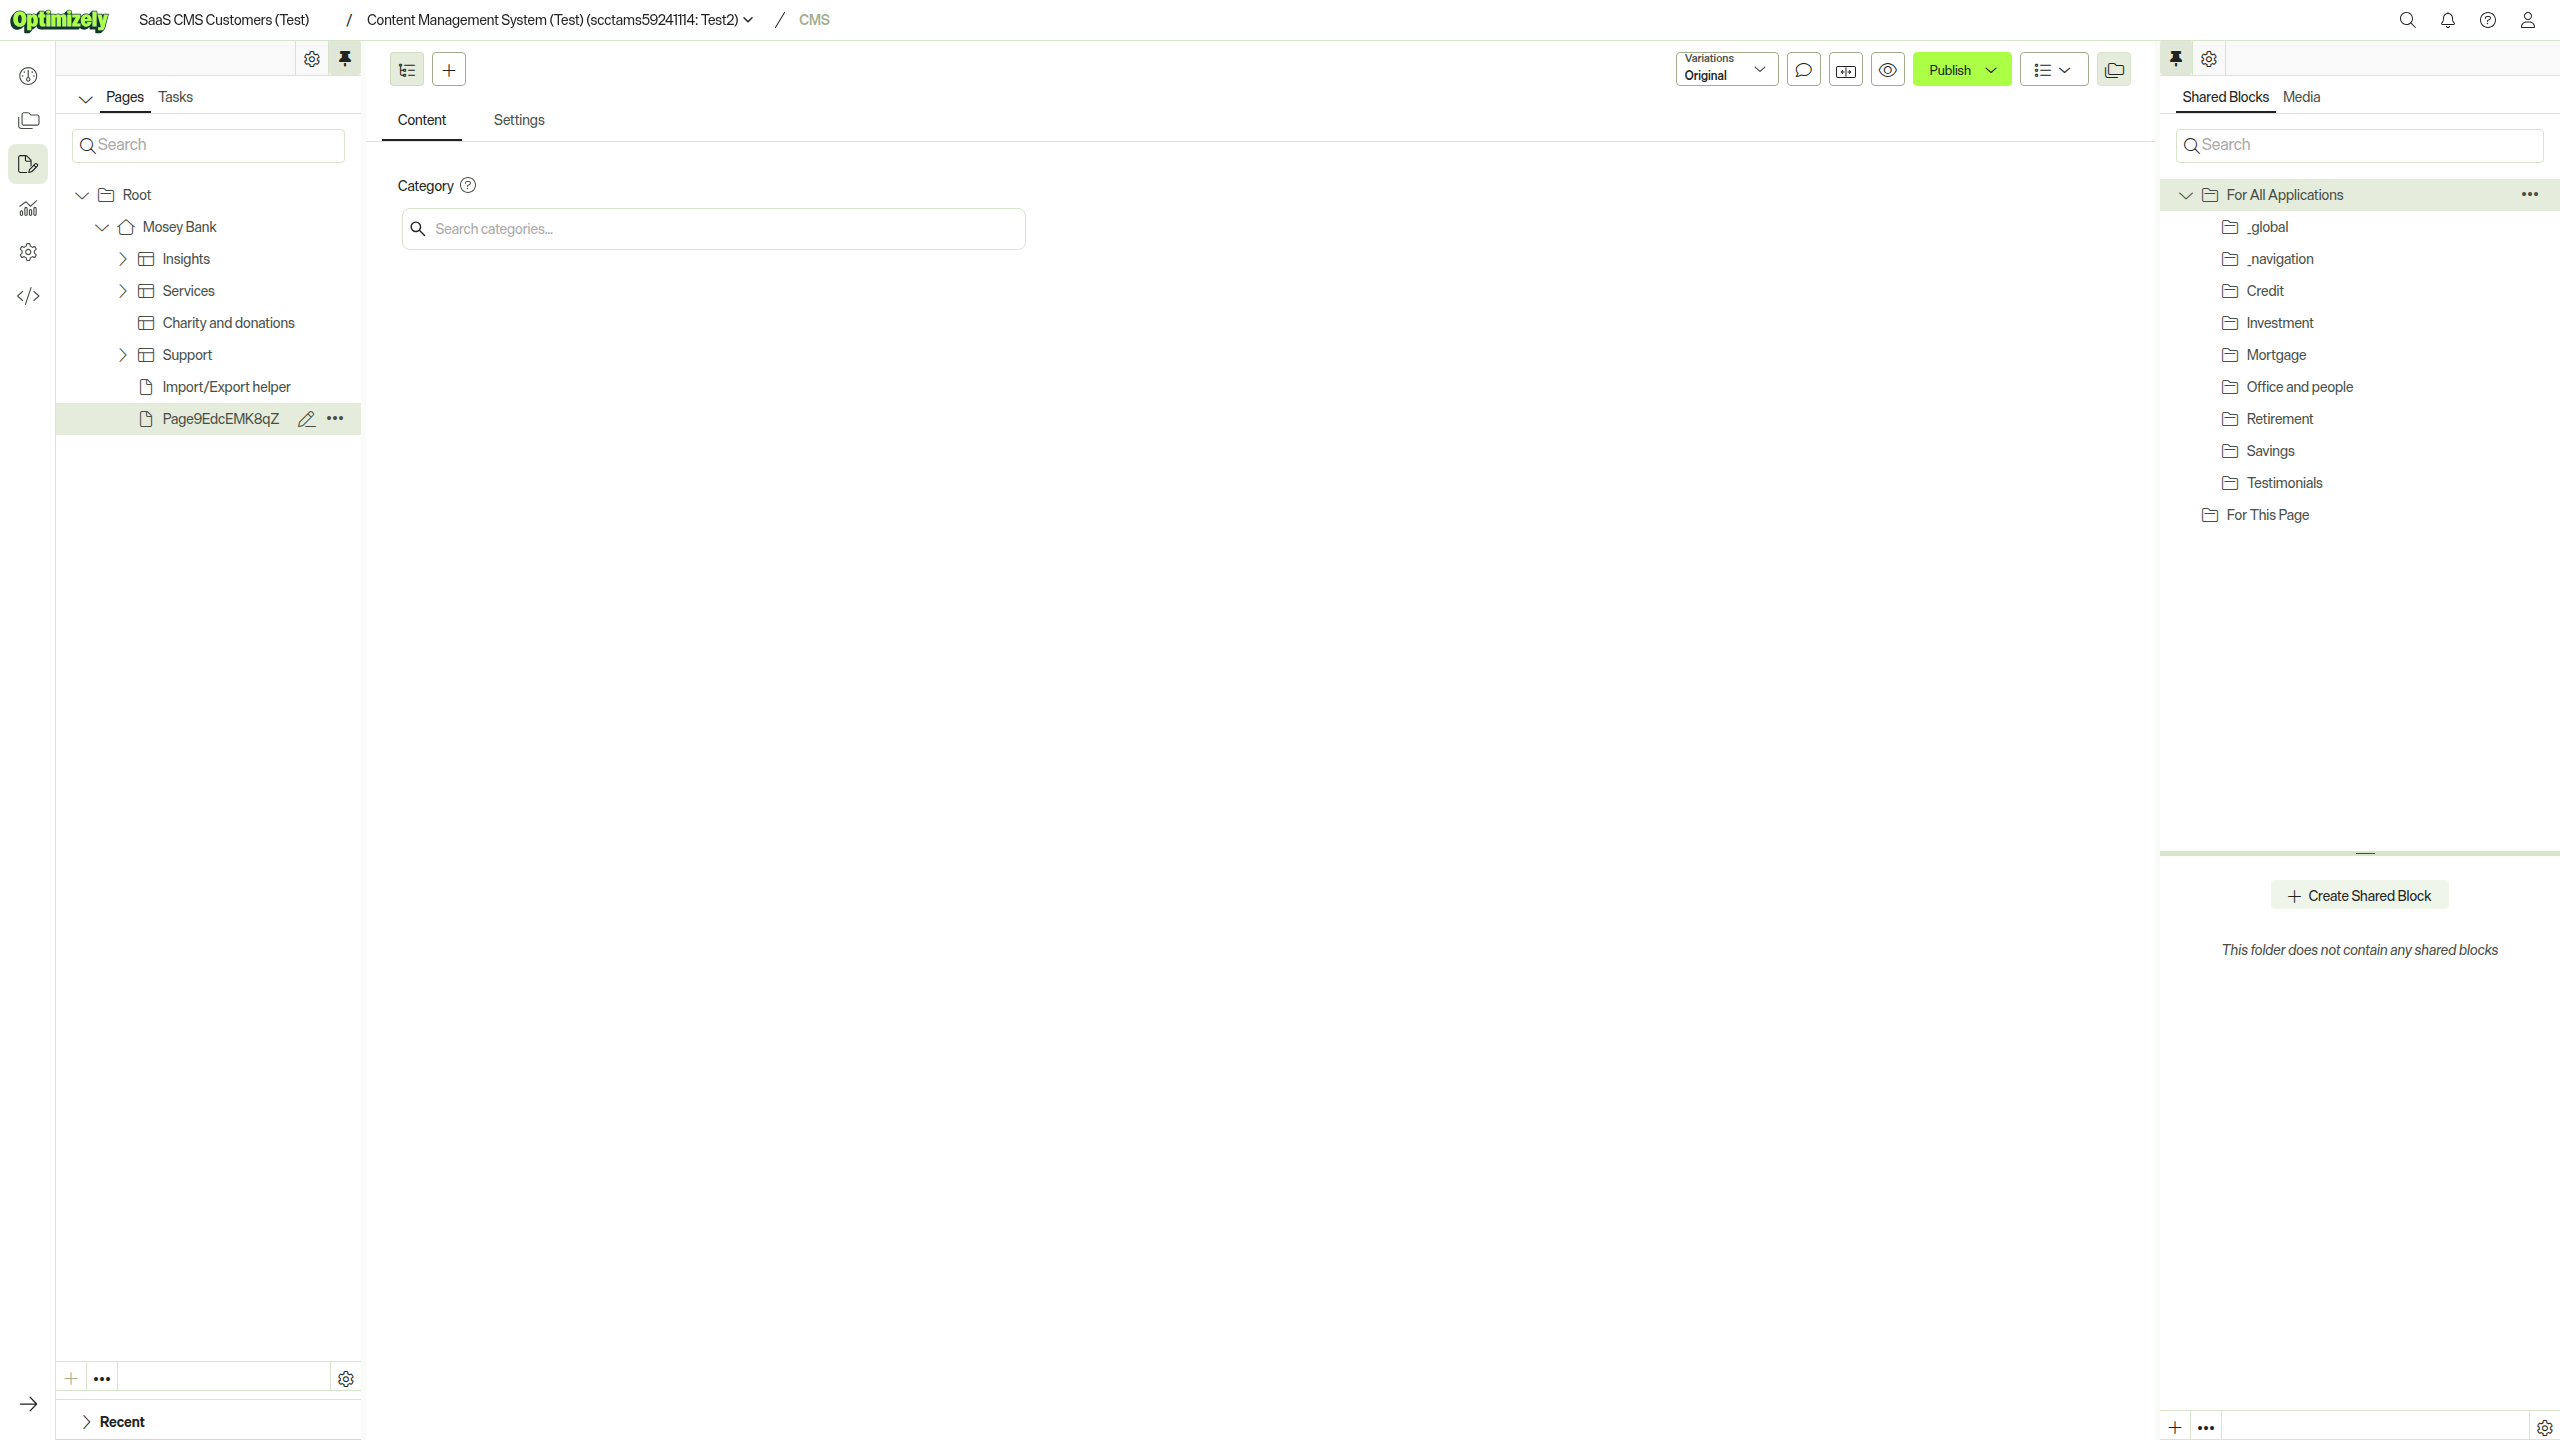 Optimizely
SaaS CMS Customers (Test) / Content Management System (Test) (scctams59241114: Test2) / CMS
Pages Tasks
Search
Root
Mosey Bank
Insights
Services
Charity and donations
Support
Import/Export helper
Page9EdcEMK8qZ
Recent
Variations
Original
Publish
Content Settings
Category
Search categories...
Shared Blocks Media
Search
For All Applications
_global
_navigation
Credit
Investment
Mortgage
Office and people
Retirement
Savings
Testimonials
For This Page
Create Shared Block
This folder does not contain any shared blocks